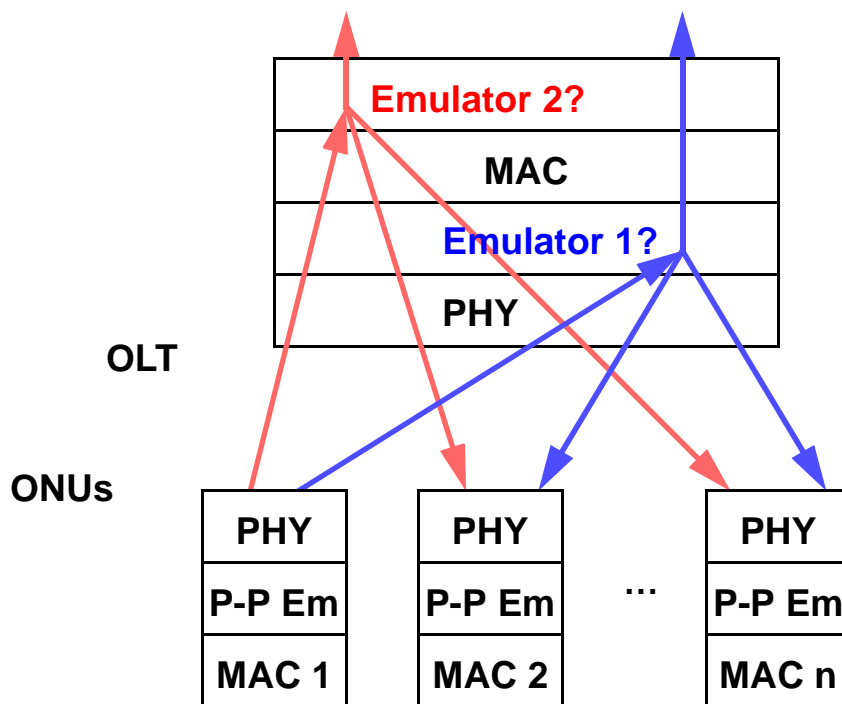 Emulator 2?
MAC
Emulator 1?
PHY
OLT
ONUs
PHY PHY PHY
P-P Em P-P Em ... P-P Em
MAC 1 MAC 2 MAC n